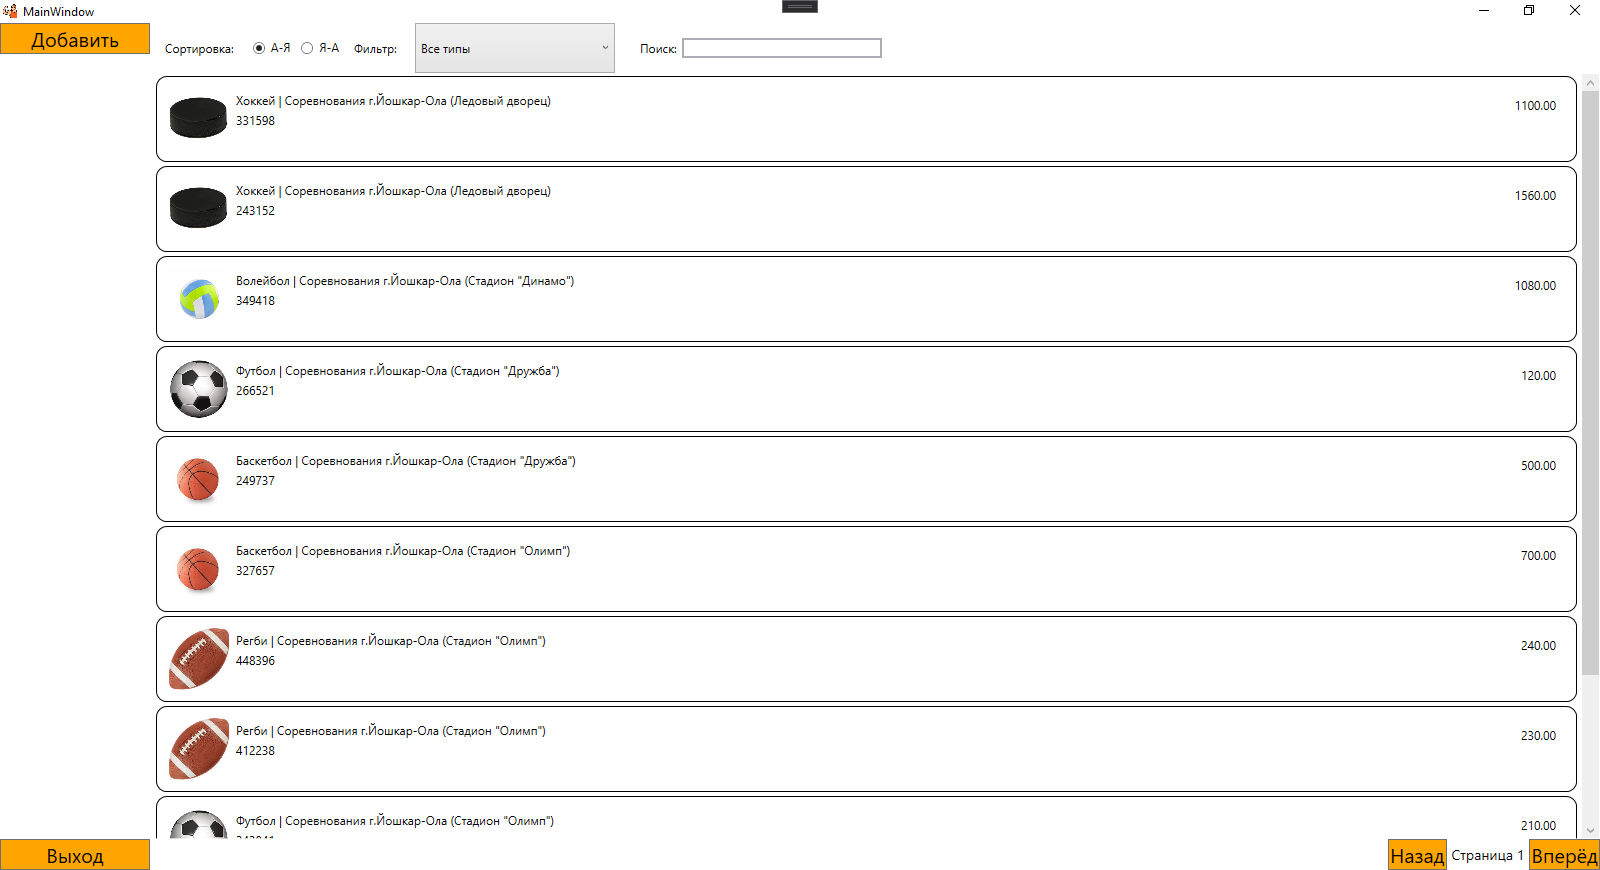 MainWindow
Добавить
Сортировка: А-Я Я-А Фильтр: Все типы Поиск:
Хоккей | Соревнования г.Йошкар-Ола (Ледовый дворец)
331598
1100.00
Хоккей | Соревнования г.Йошкар-Ола (Ледовый дворец)
243152
1560.00
Волейбол | Соревнования г.Йошкар-Ола (Стадион "Динамо")
349418
1080.00
Футбол | Соревнования г.Йошкар-Ола (Стадион "Дружба")
266521
120.00
Баскетбол | Соревнования г.Йошкар-Ола (Стадион "Дружба")
249737
500.00
Баскетбол | Соревнования г.Йошкар-Ола (Стадион "Олимп")
327657
700.00
Регби | Соревнования г.Йошкар-Ола (Стадион "Олимп")
448396
240.00
Регби | Соревнования г.Йошкар-Ола (Стадион "Олимп")
412238
230.00
Футбол | Соревнования г.Йошкар-Ола (Стадион "Олимп")
210.00
Выход
Назад Страница 1 Вперёд